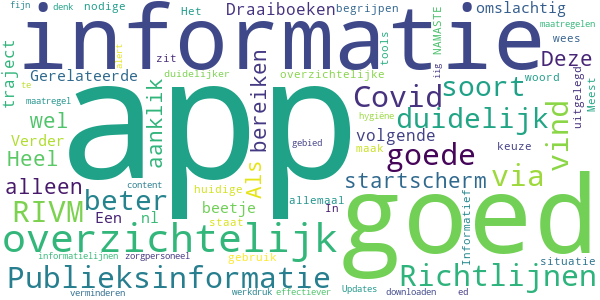 fijn denk nodige Het Draaiboeken begrijpen omslachtig maatregelen
informatie
traject Gerelateerde alert zit duidelijker tools overzichtelijke NAMASTE iig wees Deze
maatregel te Verder wel aanklik app bereiken Covid soort woord uitgelegd Meest
Heel Als hygiëne volgende duidelijk vind
gebied maak goede keuze
alleen RIVM Een nl beter huidige beetje staat allemaal In startscherm via
overzichtelijk goed Informatief situatie
informatielijnen zorgpersoneel content gebruik
Publieksinformatie Richtlijnen
verminderen werkdruk effectiever Updates downloaden ed